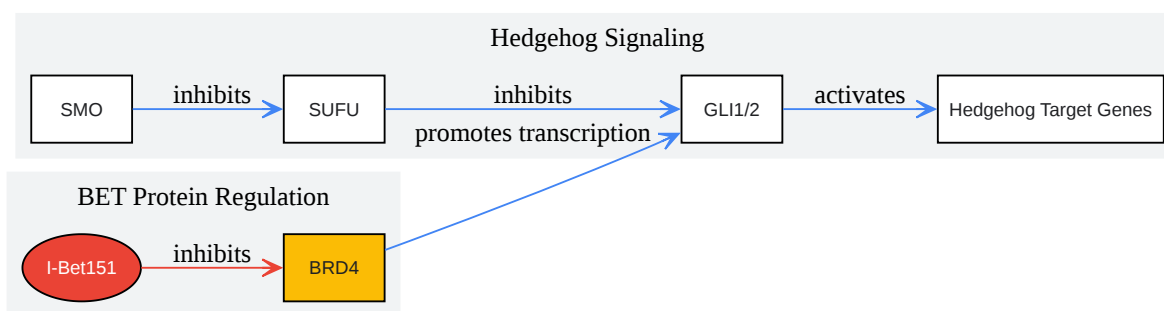 Hedgehog Signaling
SMO
inhibits
SUFU
inhibits
GLI1/2
activates
Hedgehog Target Genes
promotes transcription
BET Protein Regulation
I-Bet151
inhibits
BRD4